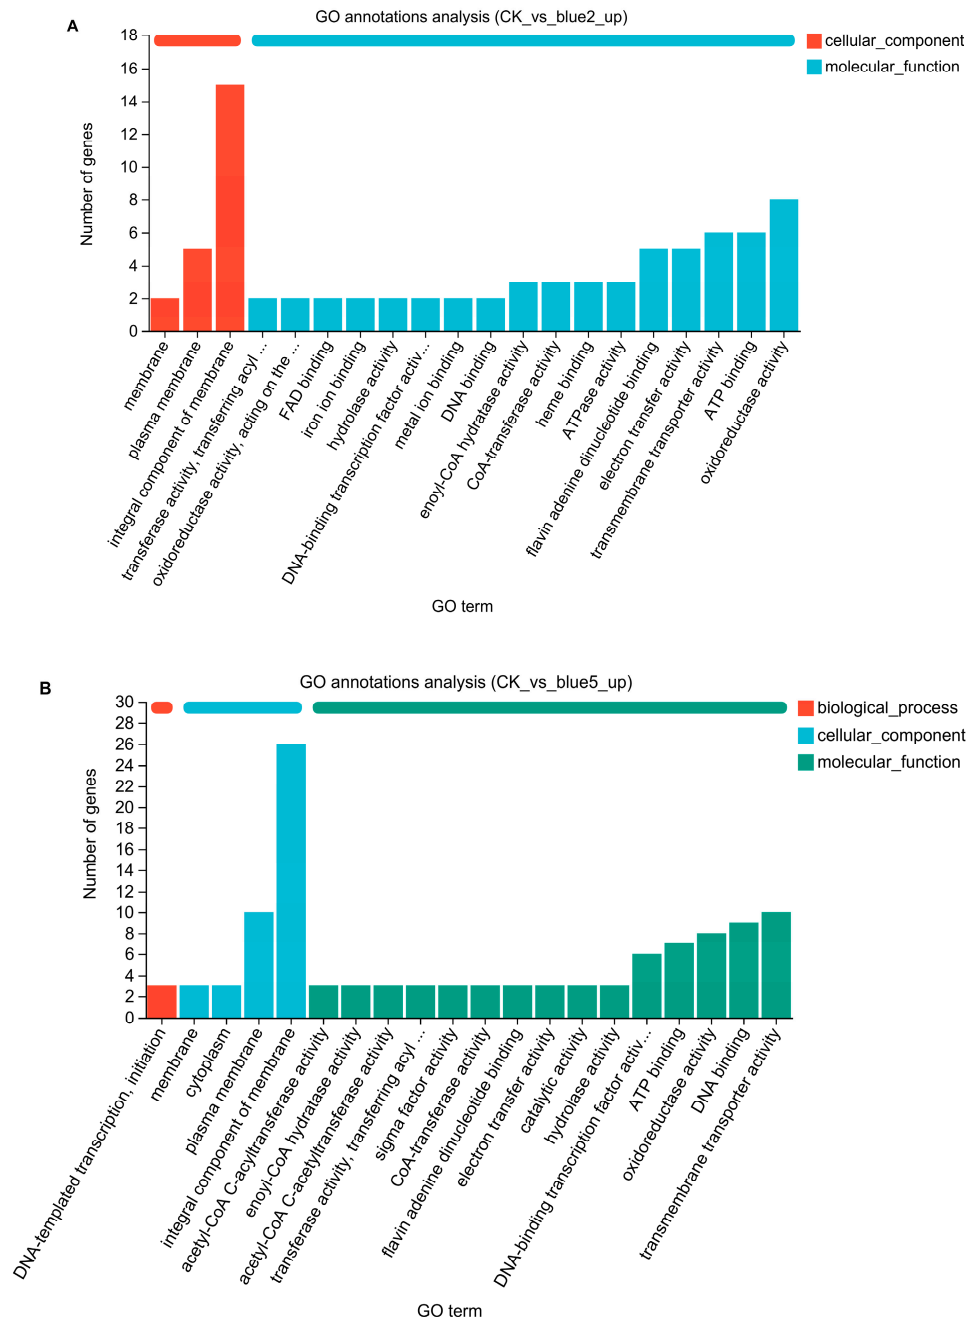 A
GO annotations analysis (CK_vs_blue2_up)
cellular_component
molecular_function
Number of genes
18
16
14
12
10
8
6
4
2
0
membrane
plasma membrane
integral component of membrane
transferase activity, transferring acyl ...
oxidoreductase activity, acting on the ...
FAD binding
iron ion binding
hydrolase activity
DNA-binding transcription factor activ...
metal ion binding
DNA binding
enoyl-CoA hydratase activity
CoA-transferase activity
heme binding
ATPase activity
flavin adenine dinucleotide binding
electron transfer activity
transmembrane transporter activity
ATP binding
oxidoreductase activity
GO term
B
GO annotations analysis (CK_vs_blue5_up)
biological_process
cellular_component
molecular_function
Number of genes
30
28
26
24
22
20
18
16
14
12
10
8
6
4
2
0
DNA-templated transcription, initiation
membrane
cytoplasm
plasma membrane
integral component of membrane
acetyl-CoA C-acyltransferase activity
enoyl-CoA hydratase activity
acetyl-CoA C-acetyltransferase activity
transferase activity, transferring acyl ...
sigma factor activity
CoA-transferase activity
flavin adenine dinucleotide binding
electron transfer activity
catalytic activity
hydrolase activity
DNA-binding transcription factor activ...
ATP binding
oxidoreductase activity
DNA binding
transmembrane transporter activity
GO term